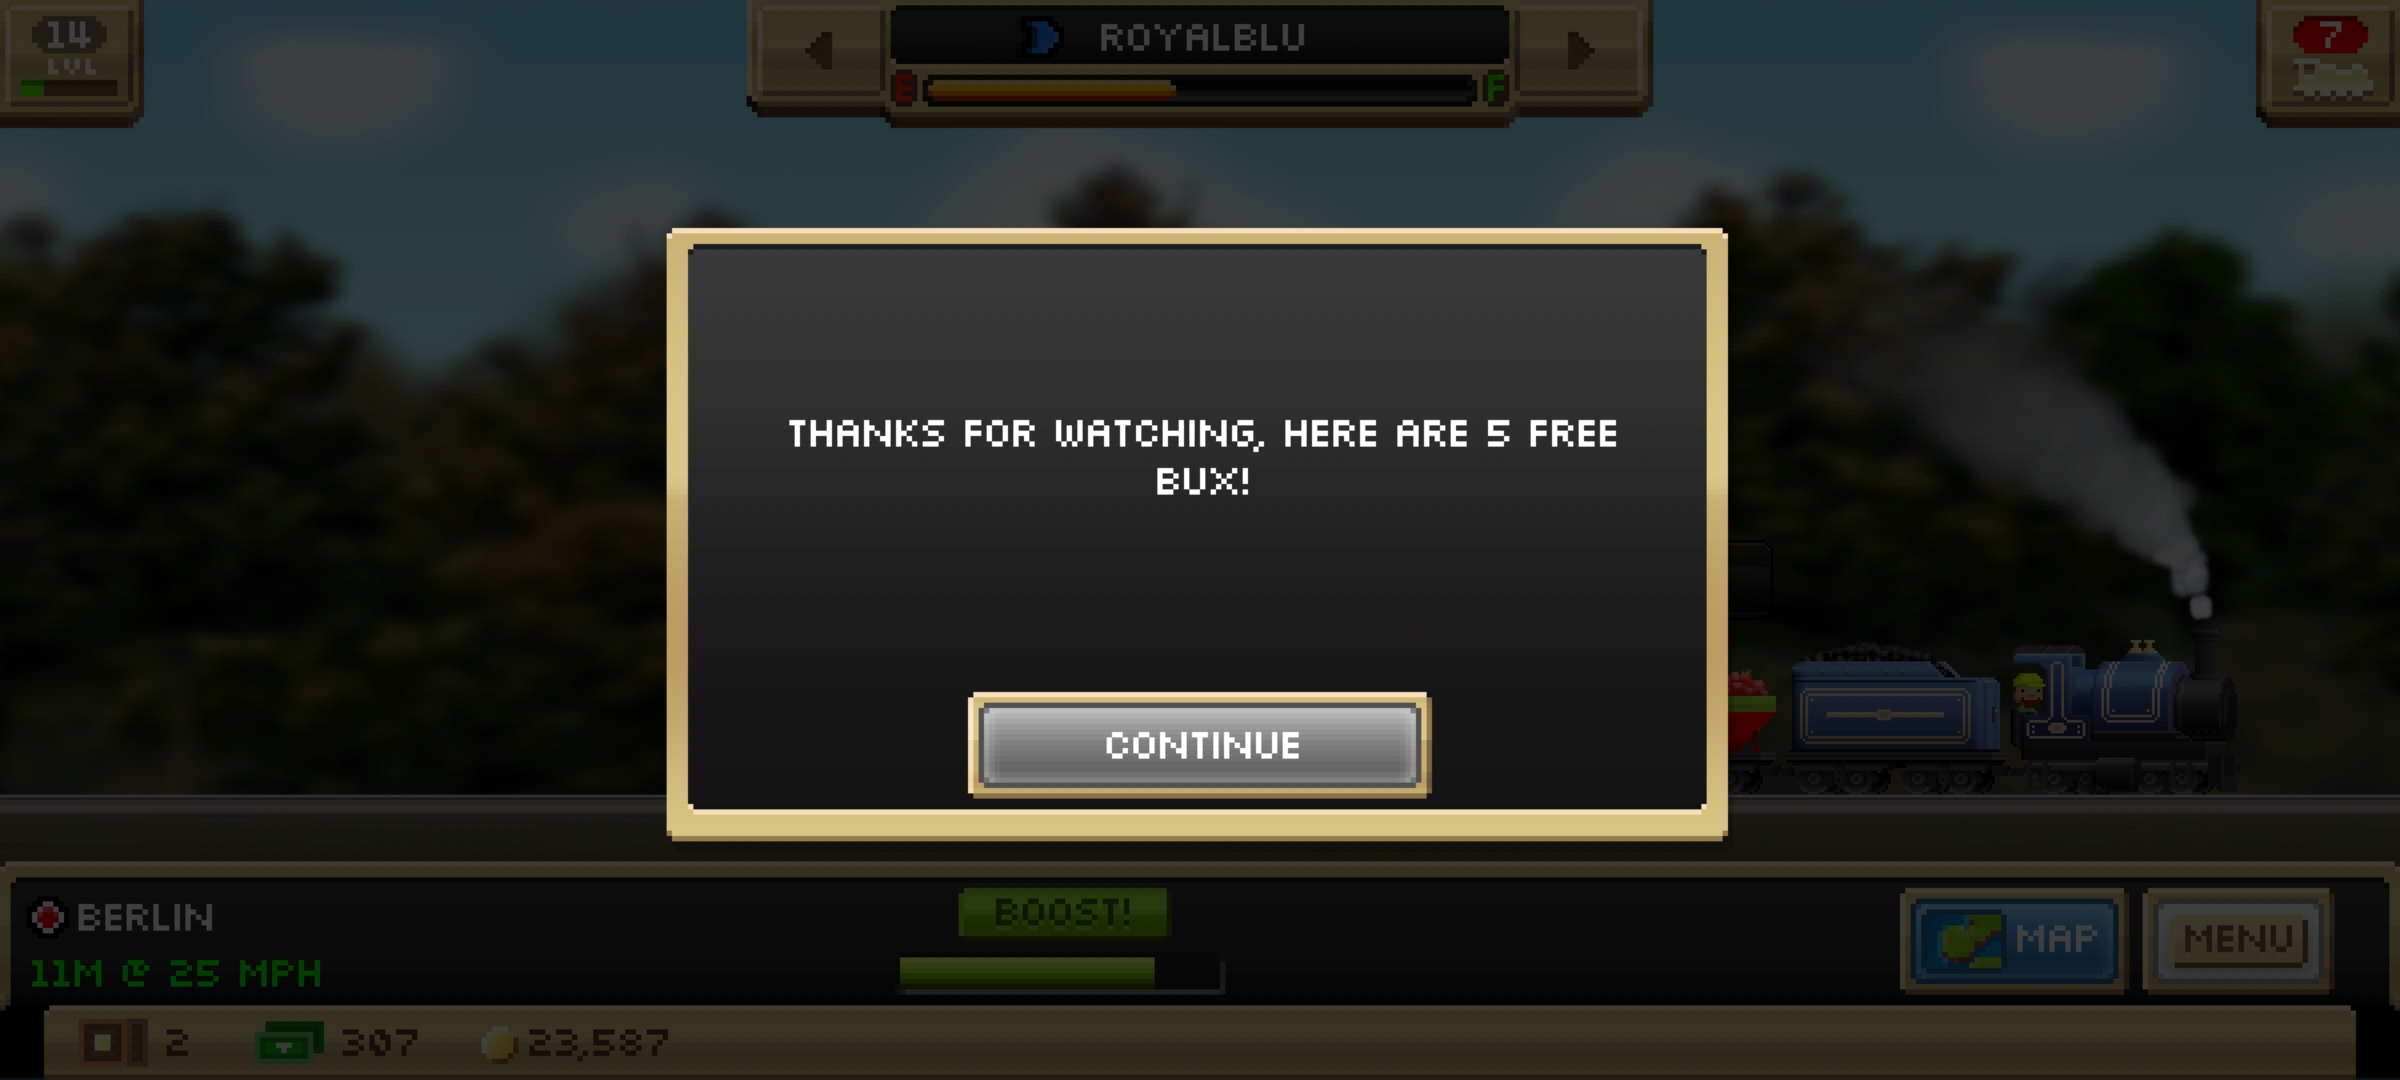 14
LVL
ROYALBLU
E F
7
THANKS FOR WATCHING, HERE ARE 5 FREE
BUX!
CONTINUE
BERLIN
11M @ 25 MPH
BOOST!
MAP
MENU
2 307 23,587